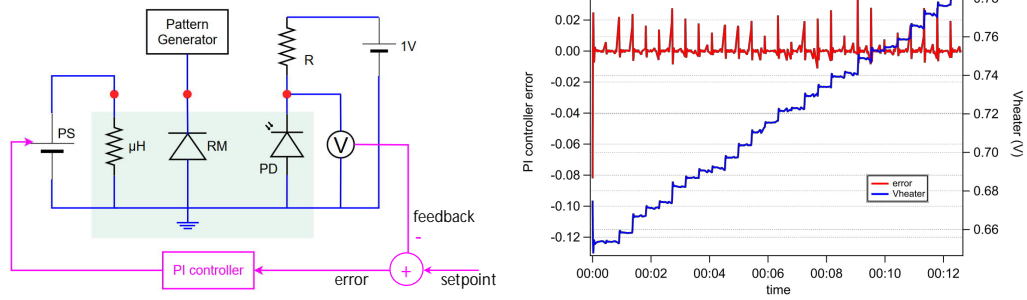 Pattern
Generator
R
1V
PS
μH
RM
PD
V
feedback
-
PI controller
error
+
setpoint
0.02
0.00
-0.02
-0.04
-0.06
-0.08
-0.10
-0.12
PI controller error
0.76
0.74
0.72
0.70
0.68
0.66
Vheater (V)
error
Vheater
00:00
00:02
00:04
00:06
00:08
00:10
00:12
time